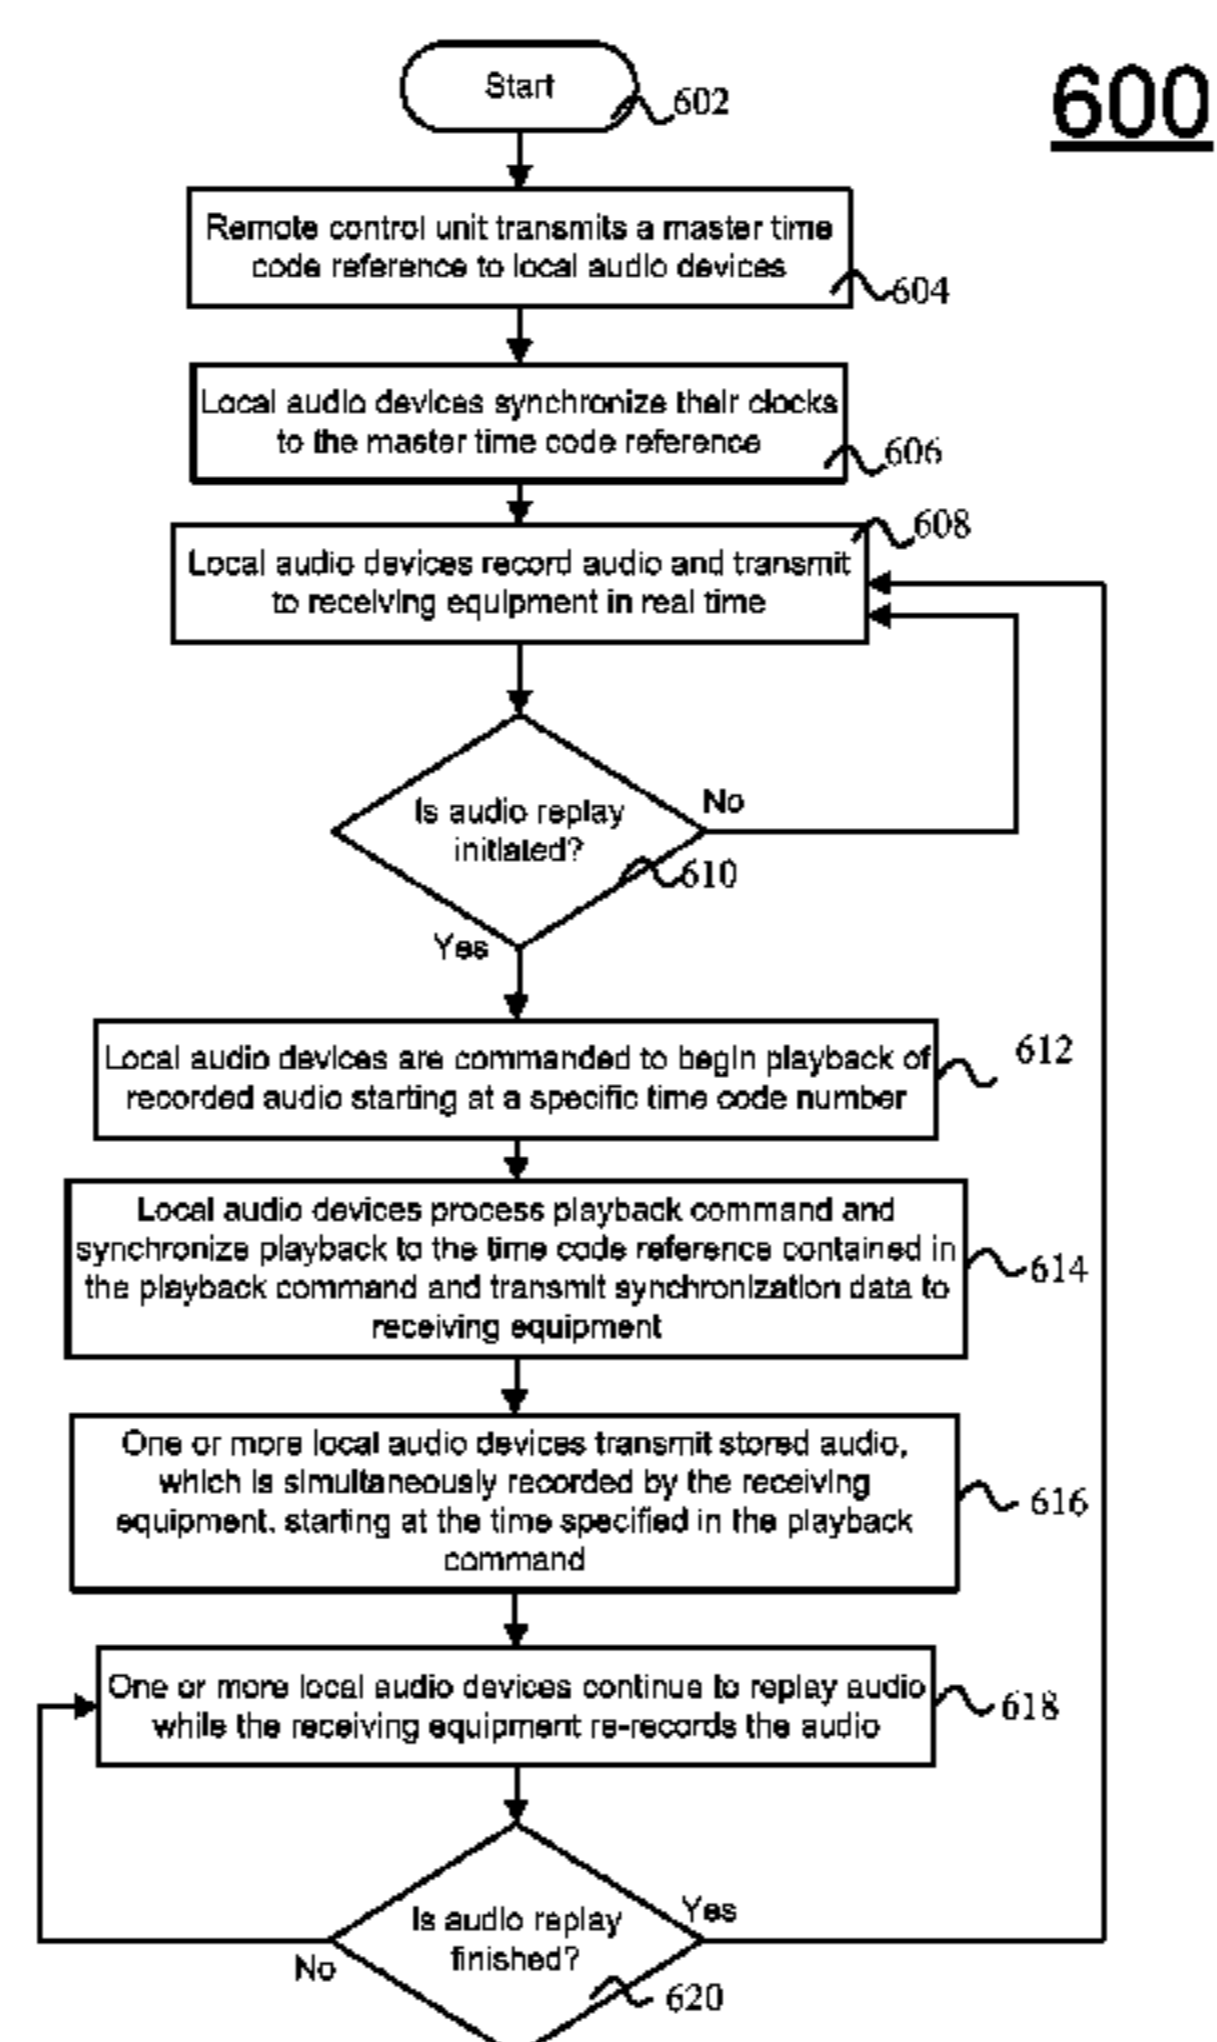 600
Start
602
Remote control unit transmits a master time
code reference to local audio devices
604
Local audio devices synchronize their clocks
to the master time code reference
606
608
Local audio devices record audio and transmit
to receiving equipment in real time
Is audio replay
initiated?
No
610
Yes
Local audio devices are commanded to begin playback of
recorded audio starting at a specific time code number
612
Local audio devices process playback command and
synchronize playback to the time code reference contained in
the playback command and transmit synchronization data to
receiving equipment
614
One or more local audio devices transmit stored audio,
which is simultaneously recorded by the receiving
equipment, starting at the time specified in the playback
command
616
One or more local audio devices continue to replay audio
while the receiving equipment re-records the audio
618
Is audio replay
finished?
Yes
No
620